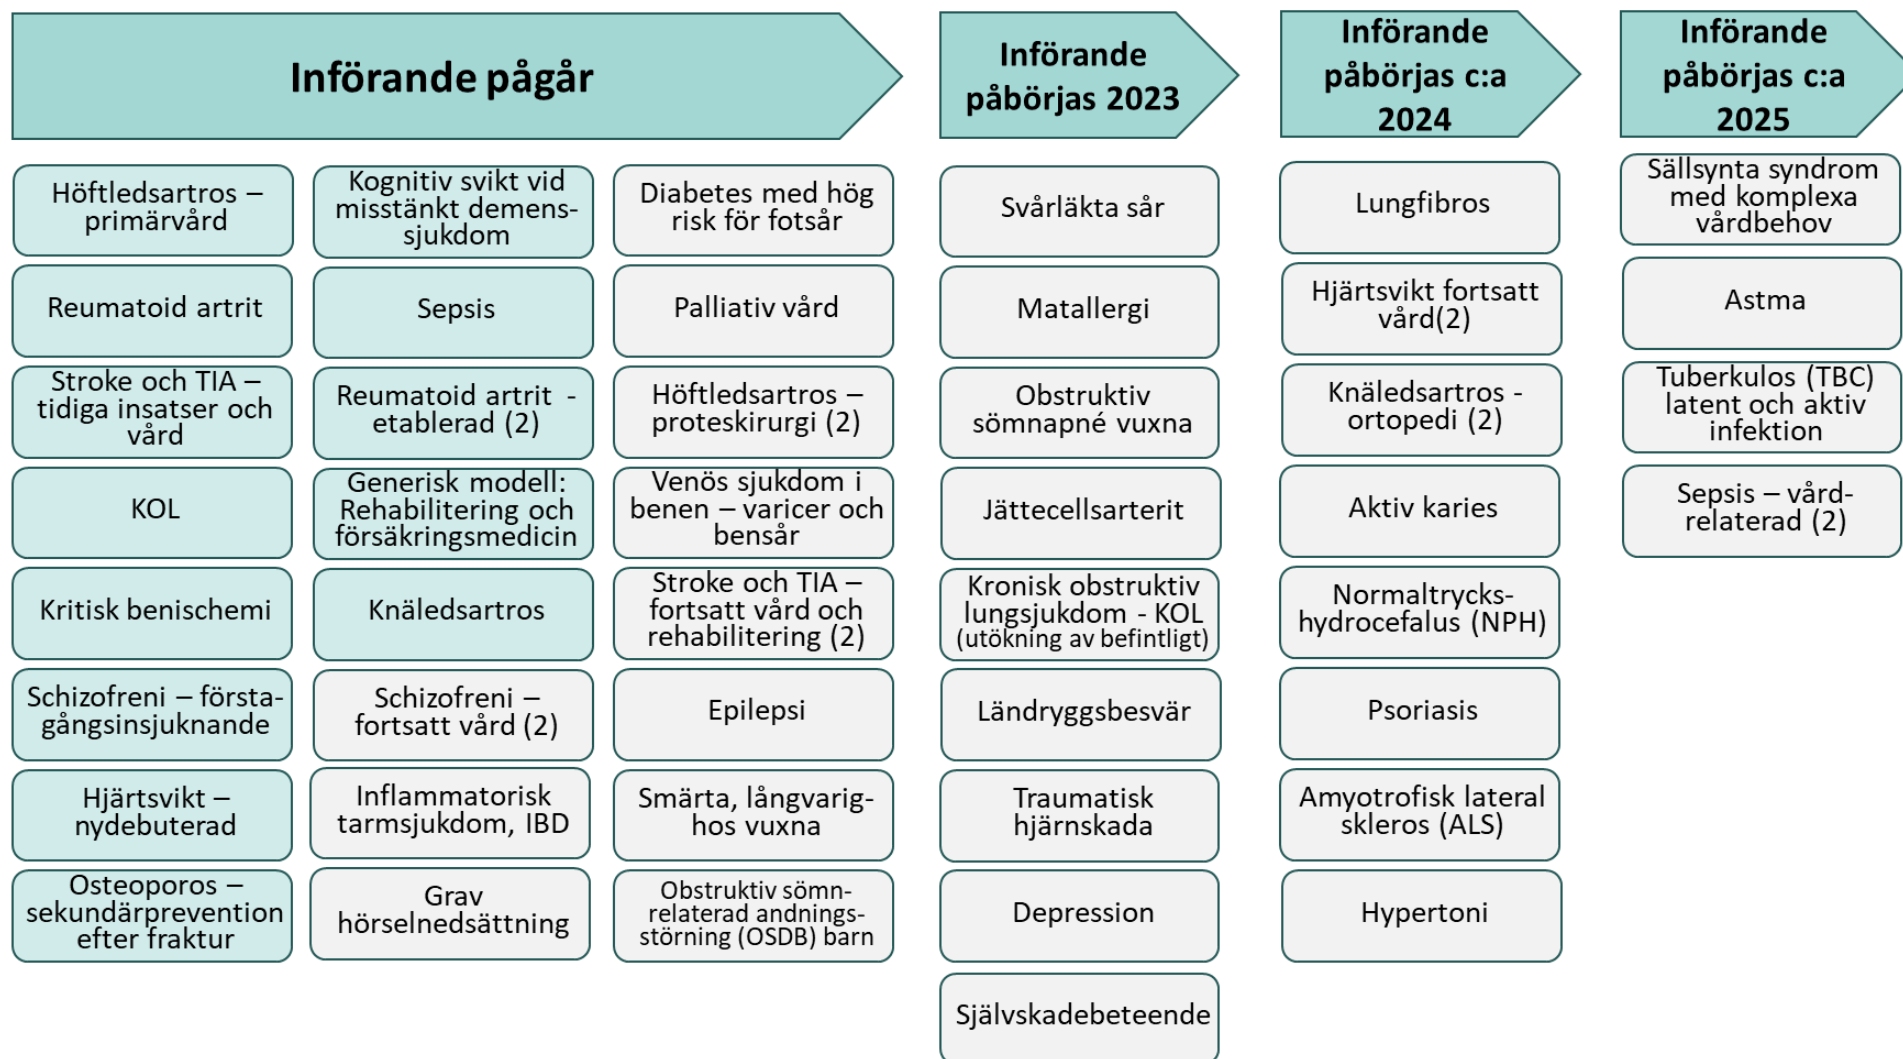 Införande pågår
Införande
påbörjas 2023
Införande
påbörjas c:a
2024
Införande
påbörjas c:a
2025
Höftledsartros –
primärvård
Reumatoid artrit
Stroke och TIA –
tidiga insatser och
vård
KOL
Kritisk benischemi
Schizofreni – första-
gångsinsjuknande
Hjärtsvikt –
nydebuterad
Osteoporos –
sekundärprevention
efter fraktur
Kognitiv svikt vid
misstänkt demens-
sjukdom
Sepsis
Reumatoid artrit -
etablerad (2)
Generisk modell:
Rehabilitering och
försäkringsmedicin
Knäledsartros
Schizofreni –
fortsatt vård (2)
Inflammatorisk
tarmsjukdom, IBD
Grav
hörselnedsättning
Diabetes med hög
risk för fotsår
Palliativ vård
Höftledsartros –
proteskirurgi (2)
Venös sjukdom i
benen – varicer och
bensår
Stroke och TIA –
fortsatt vård och
rehabilitering (2)
Epilepsi
Smärta, långvarig-
hos vuxna
Obstruktiv sömn-
relaterad andnings-
störning (OSDB) barn
Svårläkta sår
Matallergi
Obstruktiv
sömnapné vuxna
Jättecellsarterit
Kronisk obstruktiv
lungsjukdom - KOL
(utökning av befintligt)
Ländryggsbesvär
Traumatisk
hjärnskada
Depression
Självskadebeteende
Lungfibros
Hjärtsvikt fortsatt
vård(2)
Knäledsartros -
ortopedi (2)
Aktiv karies
Normaltrycks-
hydrocefalus (NPH)
Psoriasis
Amyotrofisk lateral
skleros (ALS)
Hypertoni
Sällsynta syndrom
med komplexa
vårdbehov
Astma
Tuberkulos (TBC)
latent och aktiv
infektion
Sepsis – vård-
relaterad (2)